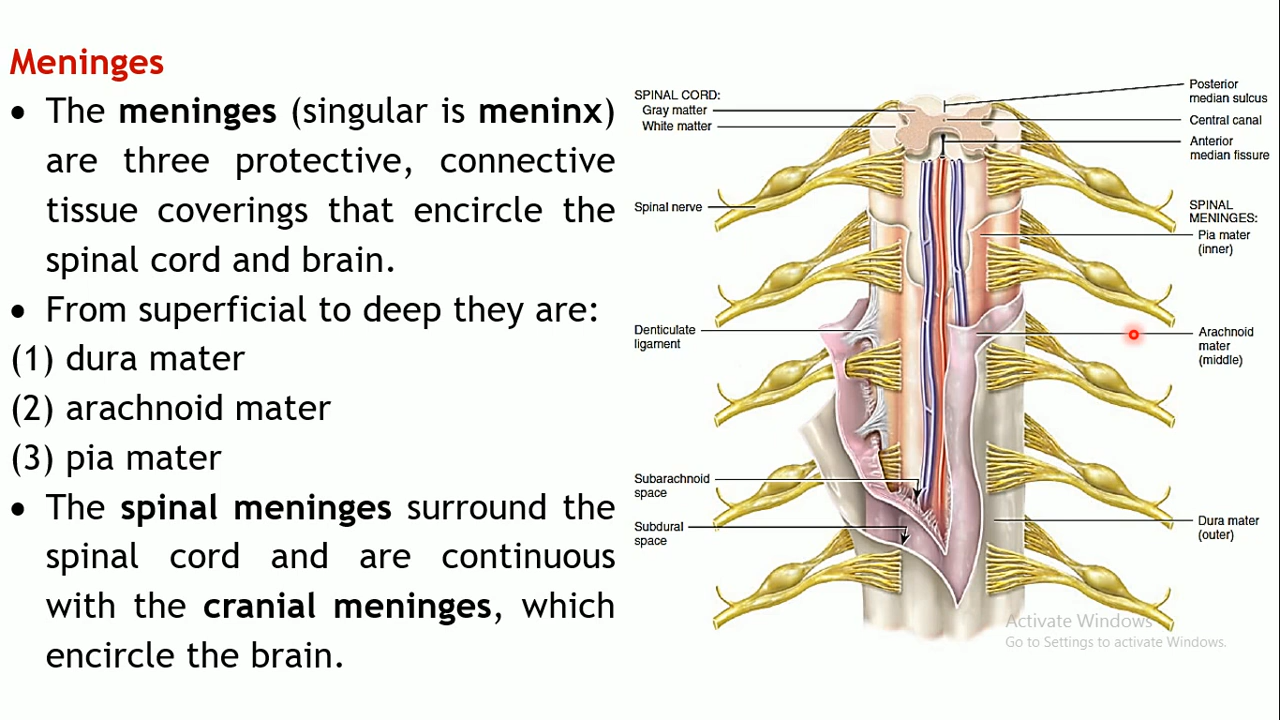 Meninges
• The meninges (singular is meninx)
are three protective, connective
tissue coverings that encircle the
spinal cord and brain.
• From superficial to deep they are:
(1) dura mater
(2) arachnoid mater
(3) pia mater
• The spinal meninges surround the
spinal cord and are continuous
with the cranial meninges, which
encircle the brain.
SPINAL CORD:
Gray matter
White matter
Spinal nerve
Denticulate
ligament
Subarachnoid
space
Subdural
space
Posterior
median sulcus
Central canal
Anterior
median fissure
SPINAL
MENINGES:
Pia mater
(inner)
Arachnoid
mater
(middle)
Dura mater
(outer)
Activate Windows
Go to Settings to activate Windows.